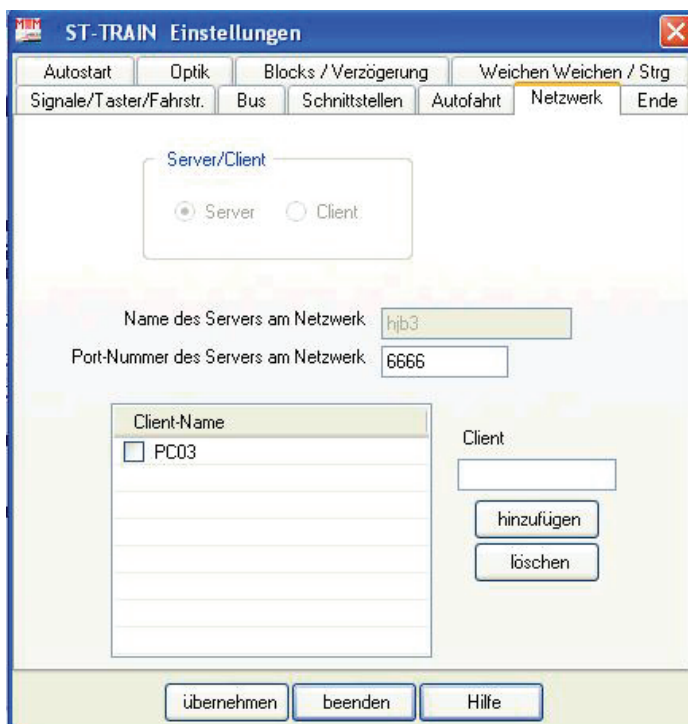 ST-TRAIN Einstellungen
Autostart Optik Blocks / Verzögerung Weichen Weichen / Strg
Signale/Taster/Fahrstr. Bus Schnittstellen Autofahrt Netzwerk Ende
Server/Client
Server Client
Name des Servers am Netzwerk hjb3
Port-Nummer des Servers am Netzwerk 6666
Client-Name
PC03
Client
hinzufügen
löschen
übernehmen beenden Hilfe